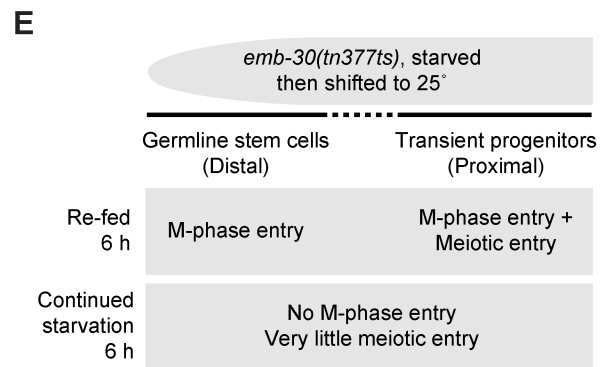 E
emb-30(tn377ts), starved
then shifted to 25°
Germline stem cells
(Distal)
Transient progenitors
(Proximal)
Re-fed
6 h
M-phase entry
M-phase entry +
Meiotic entry
Continued
starvation
6 h
No M-phase entry
Very little meiotic entry